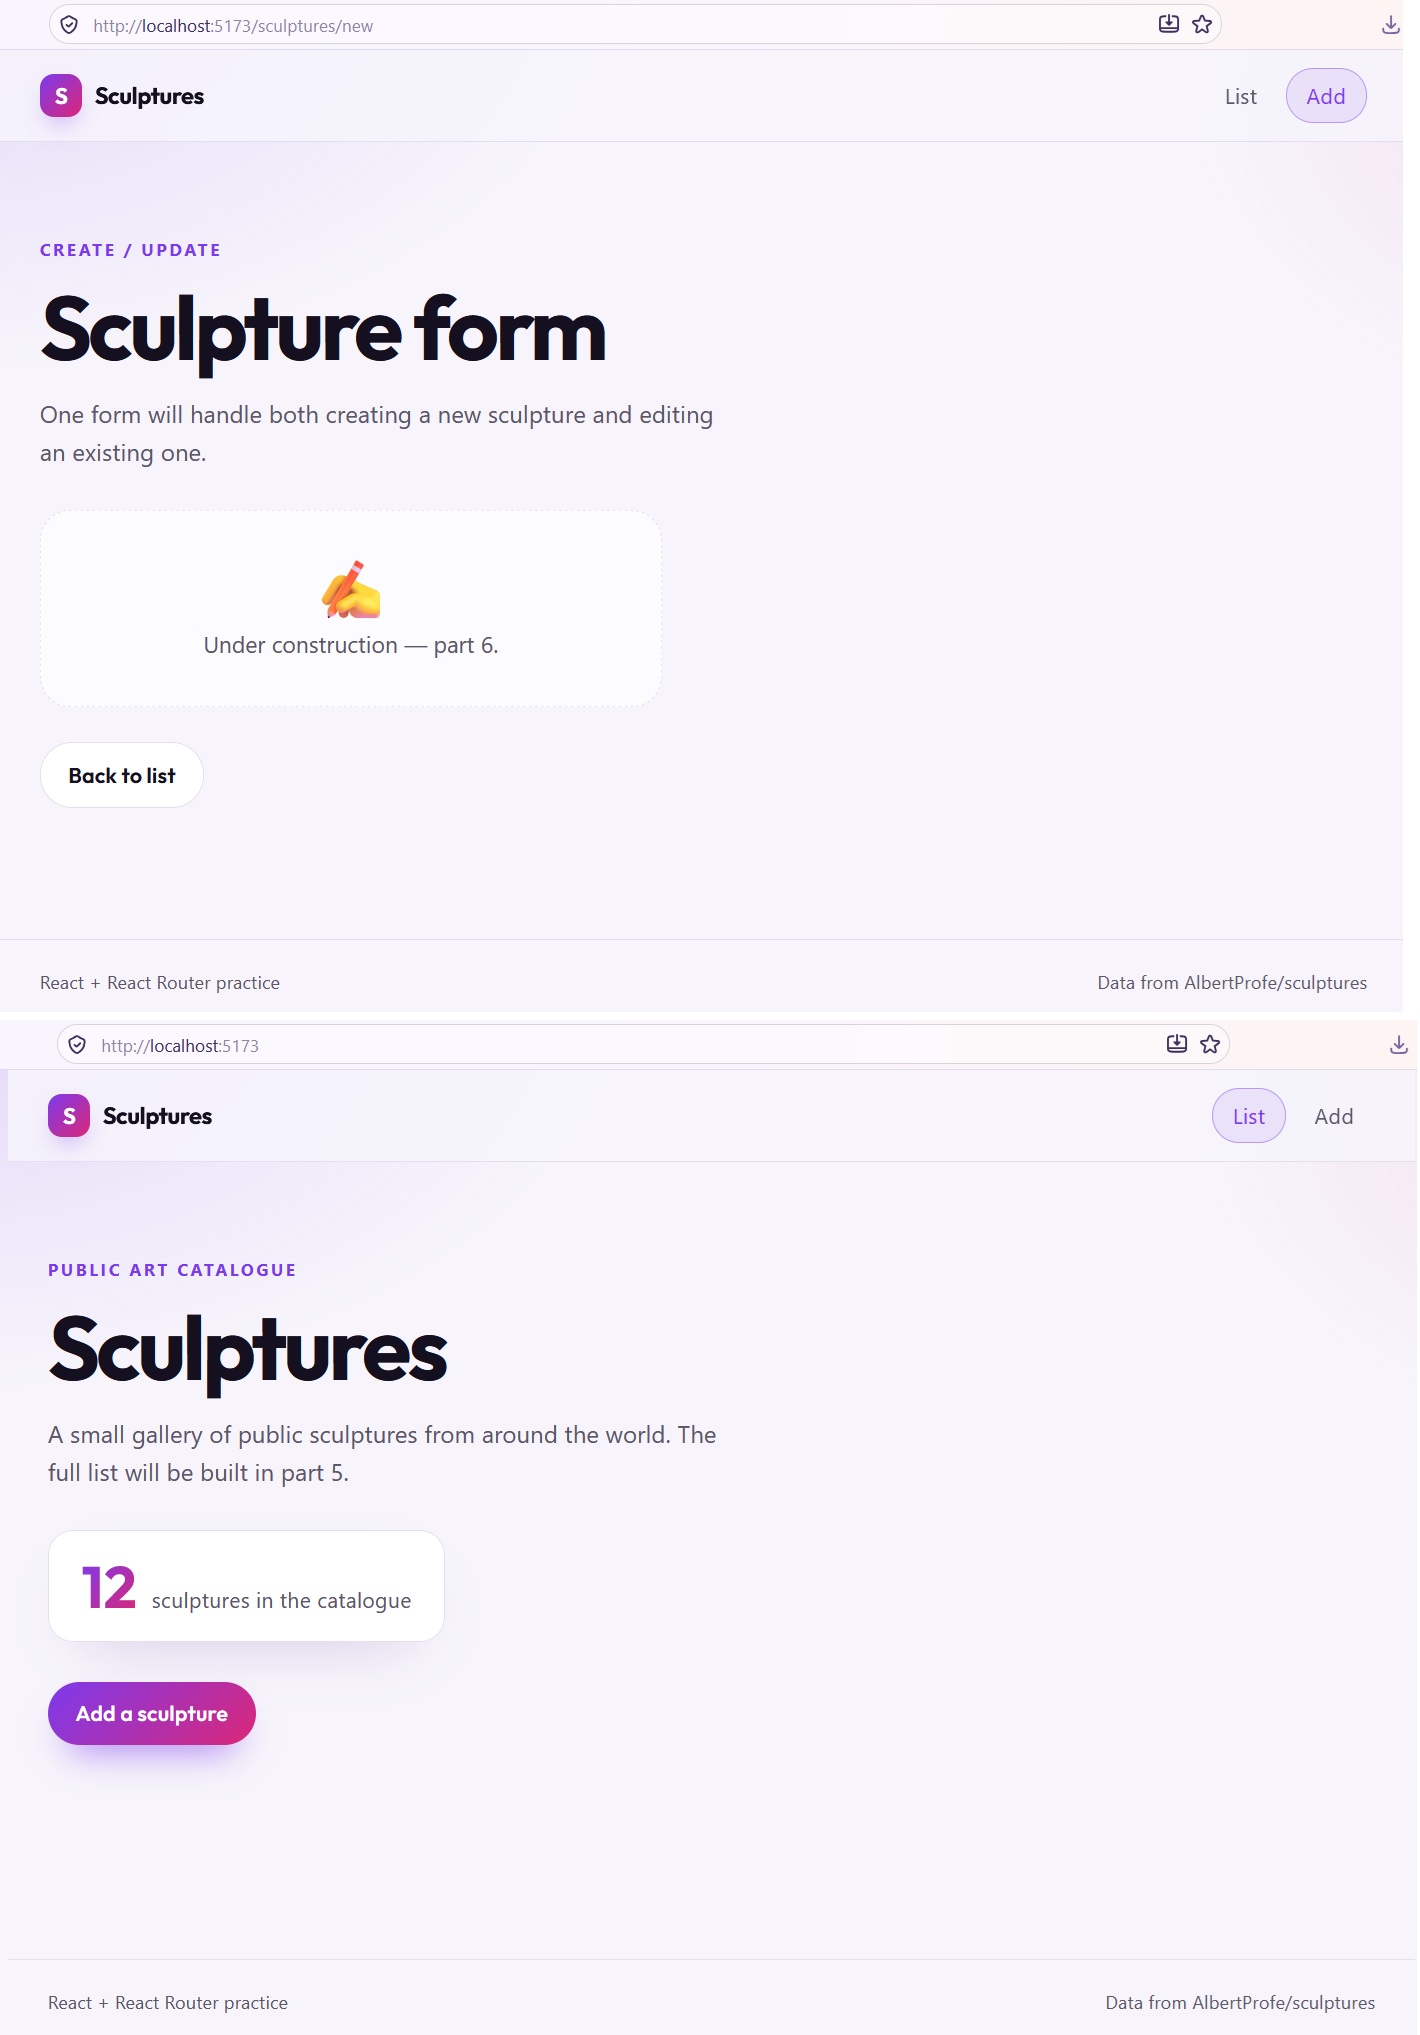 http://localhost:5173/sculptures/new
S Sculptures
List Add
CREATE / UPDATE
Sculpture form
One form will handle both creating a new sculpture and editing
an existing one.
Under construction — part 6.
Back to list
React + React Router practice
Data from AlbertProfe/sculptures
http://localhost:5173
S Sculptures
List Add
PUBLIC ART CATALOGUE
Sculptures
A small gallery of public sculptures from around the world. The
full list will be built in part 5.
12 sculptures in the catalogue
Add a sculpture
React + React Router practice
Data from AlbertProfe/sculptures